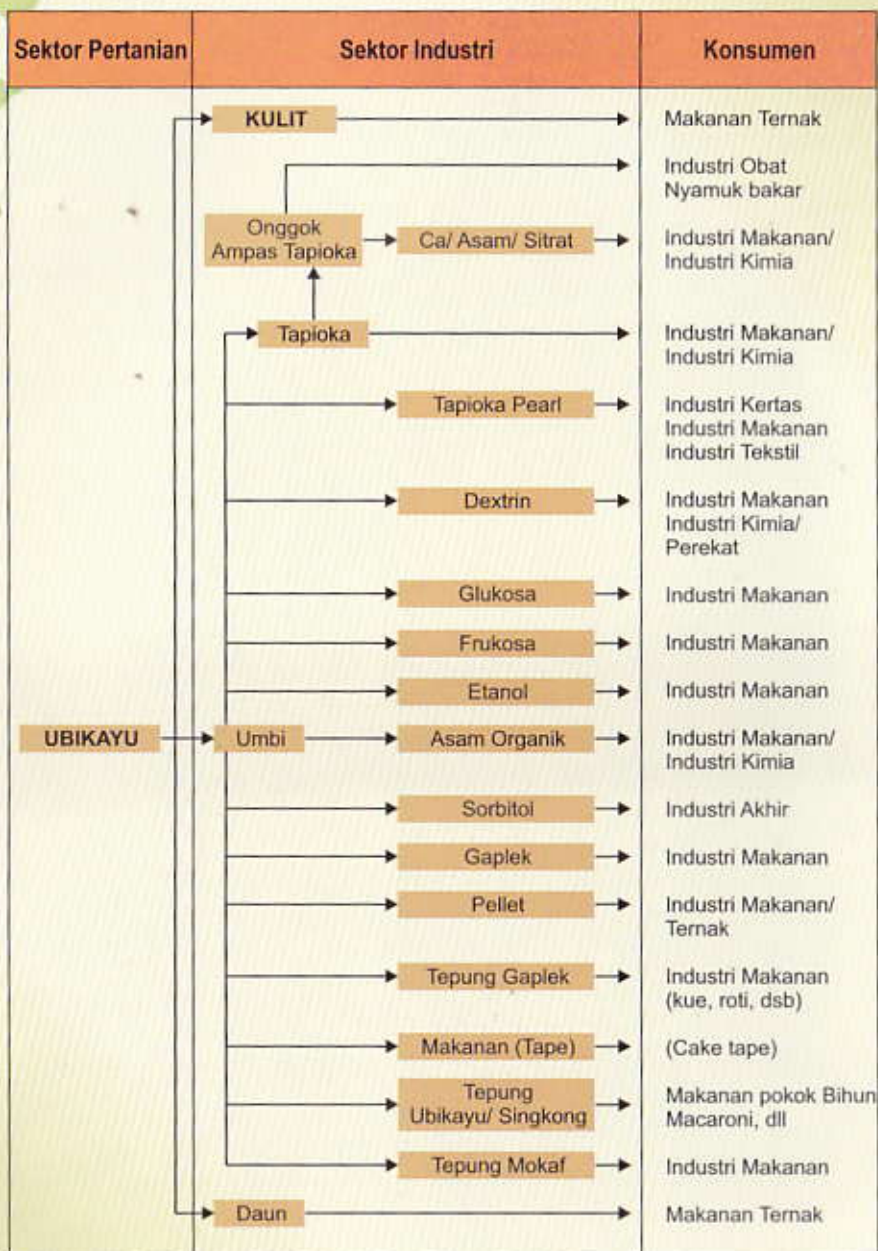 Sektor Pertanian
Sektor Industri
Konsumen
KULIT
Makanan Ternak
Industri Obat
Nyamuk bakar
Onggok
Ampas Tapioka
Ca/ Asam/ Sitrat
Industri Makanan/
Industri Kimia
Tapioka
Industri Makanan/
Industri Kimia
Tapioka Pearl
Industri Kertas
Industri Makanan
Industri Tekstil
Dextrin
Industri Makanan
Industri Kimia/
Perekat
Glukosa
Industri Makanan
Frukosa
Industri Makanan
Etanol
Industri Makanan
UBIKAYU
Umbi
Asam Organik
Industri Makanan/
Industri Kimia
Sorbitol
Industri Akhir
Gaplek
Industri Makanan
Pellet
Industri Makanan/
Ternak
Tepung Gaplek
Industri Makanan
(kue, roti, dsb)
Makanan (Tape)
(Cake tape)
Tepung
Ubikayu/ Singkong
Makanan pokok Bihun
Macaroni, dll
Tepung Mokaf
Industri Makanan
Daun
Makanan Ternak